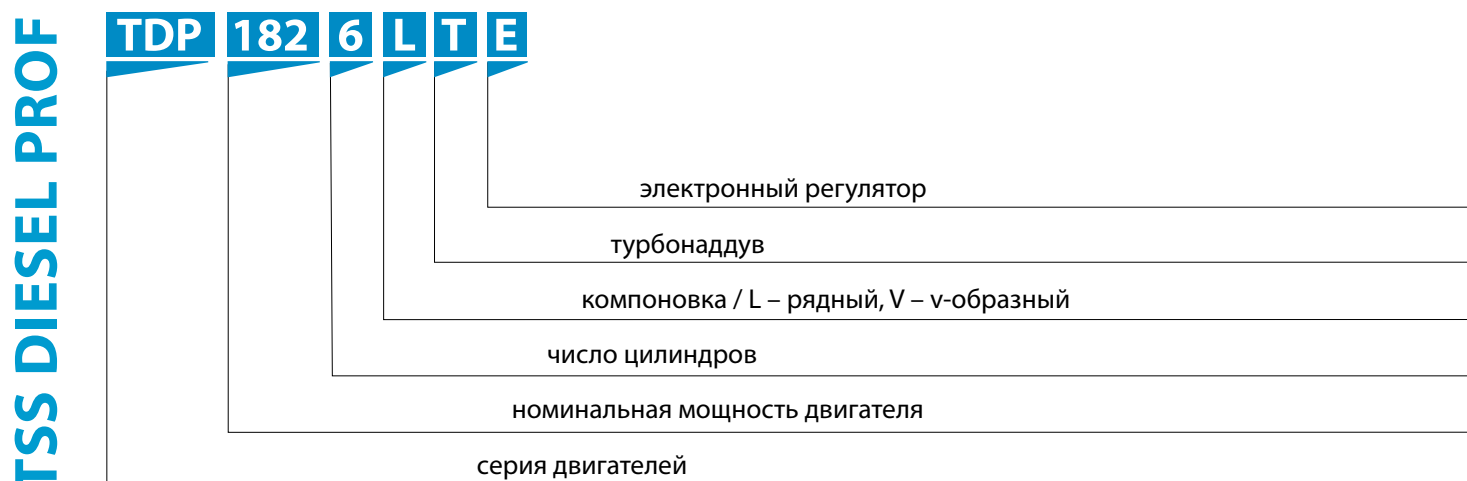 TSS DIESEL PROF
TDP 182 6 L T E
электронный регулятор
турбонаддув
компоновка / L – рядный, V – v-образный
число цилиндров
номинальная мощность двигателя
серия двигателей